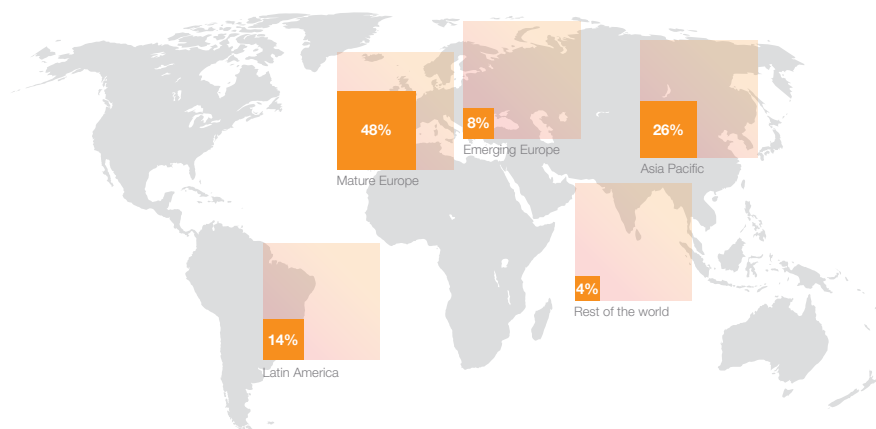 48%
Mature Europe
8%
Emerging Europe
26%
Asia Pacific
4%
Rest of the world
14%
Latin America